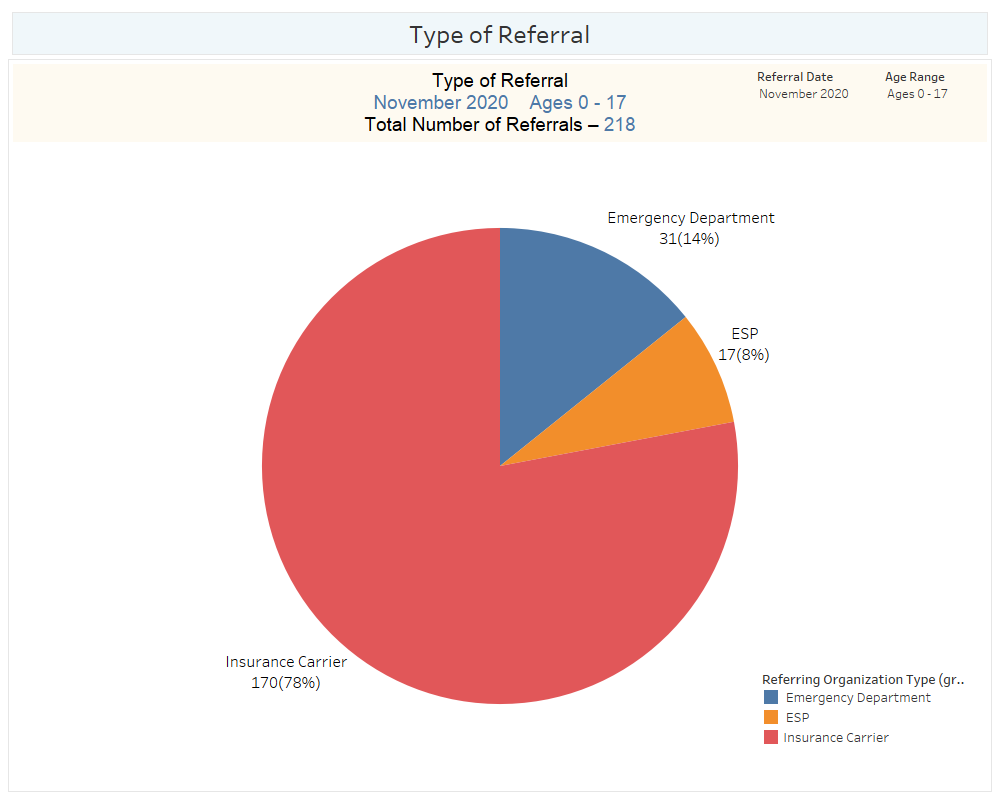 Type of Referral
Type of Referral
November 2020 Ages 0 - 17
Total Number of Referrals – 218
Referral Date
November 2020
Age Range
Ages 0 - 17
Emergency Department
31(14%)
ESP
17(8%)
Insurance Carrier
170(78%)
Referring Organization Type (gr..
Emergency Department
ESP
Insurance Carrier